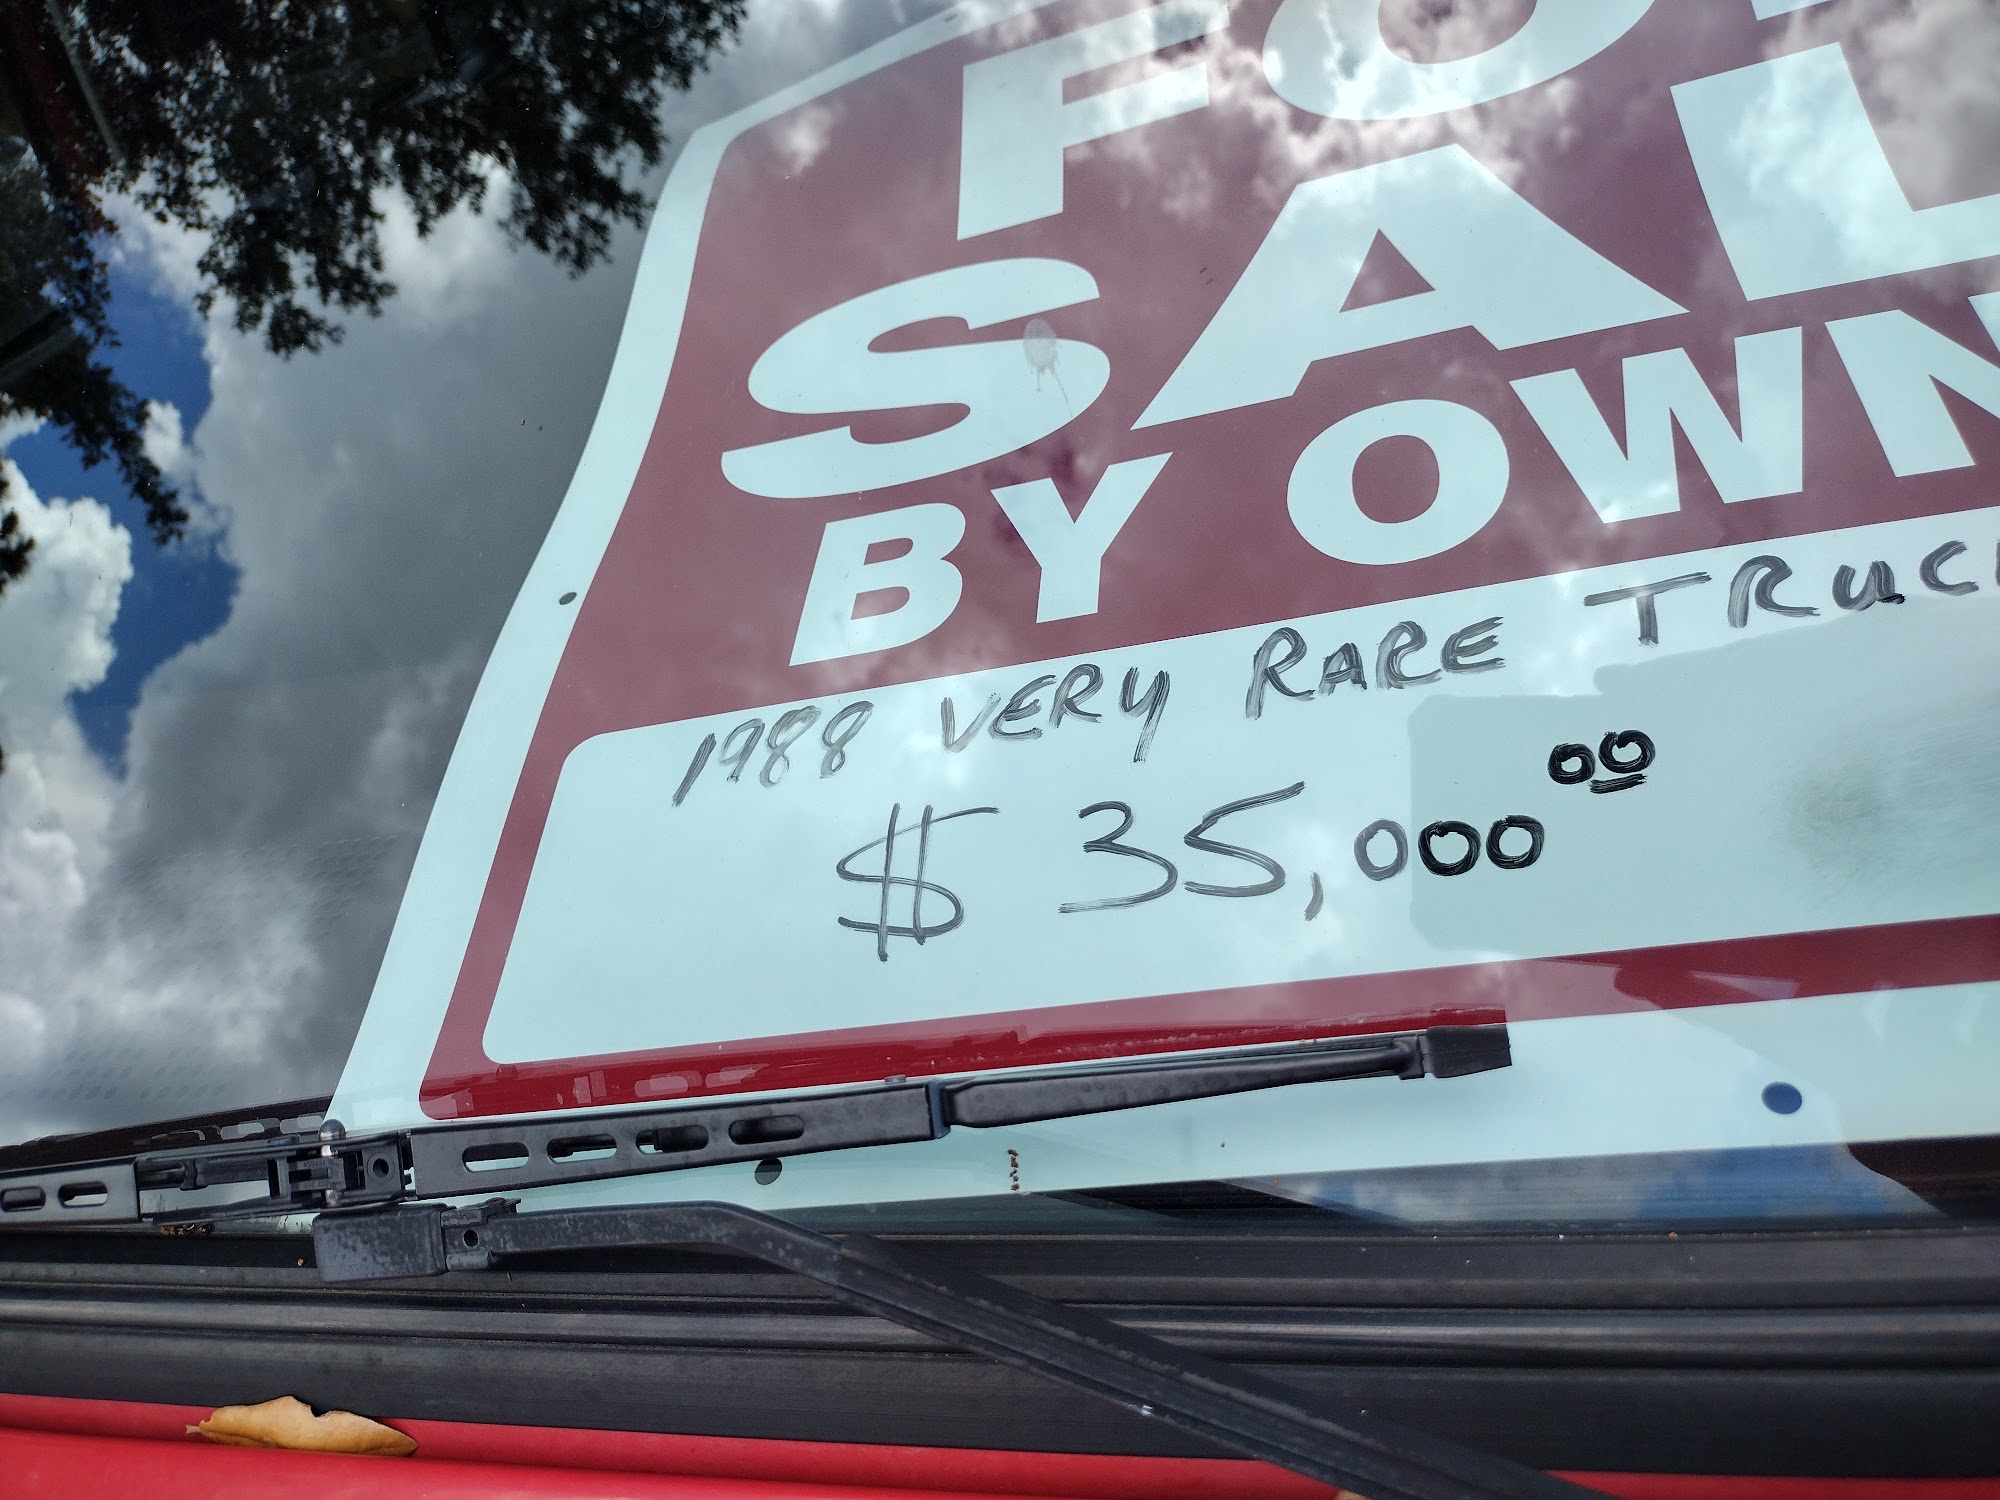 FO
SAL
BY OWN
1988 VERY RARE TRUC
$ 35,000.00